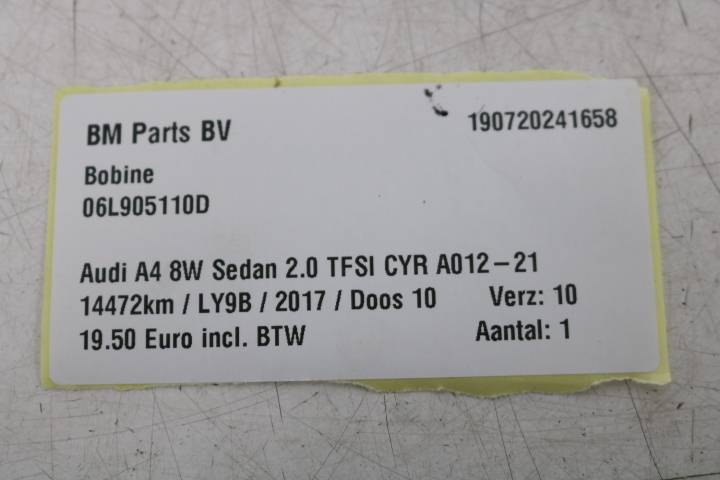 BM Parts BV 190720241658
Bobine
06L905110D
Audi A4 8W Sedan 2.0 TFSI CYR A012-21
14472km / LY9B / 2017 / Doos 10 Verz: 10
19.50 Euro incl. BTW Aantal: 1